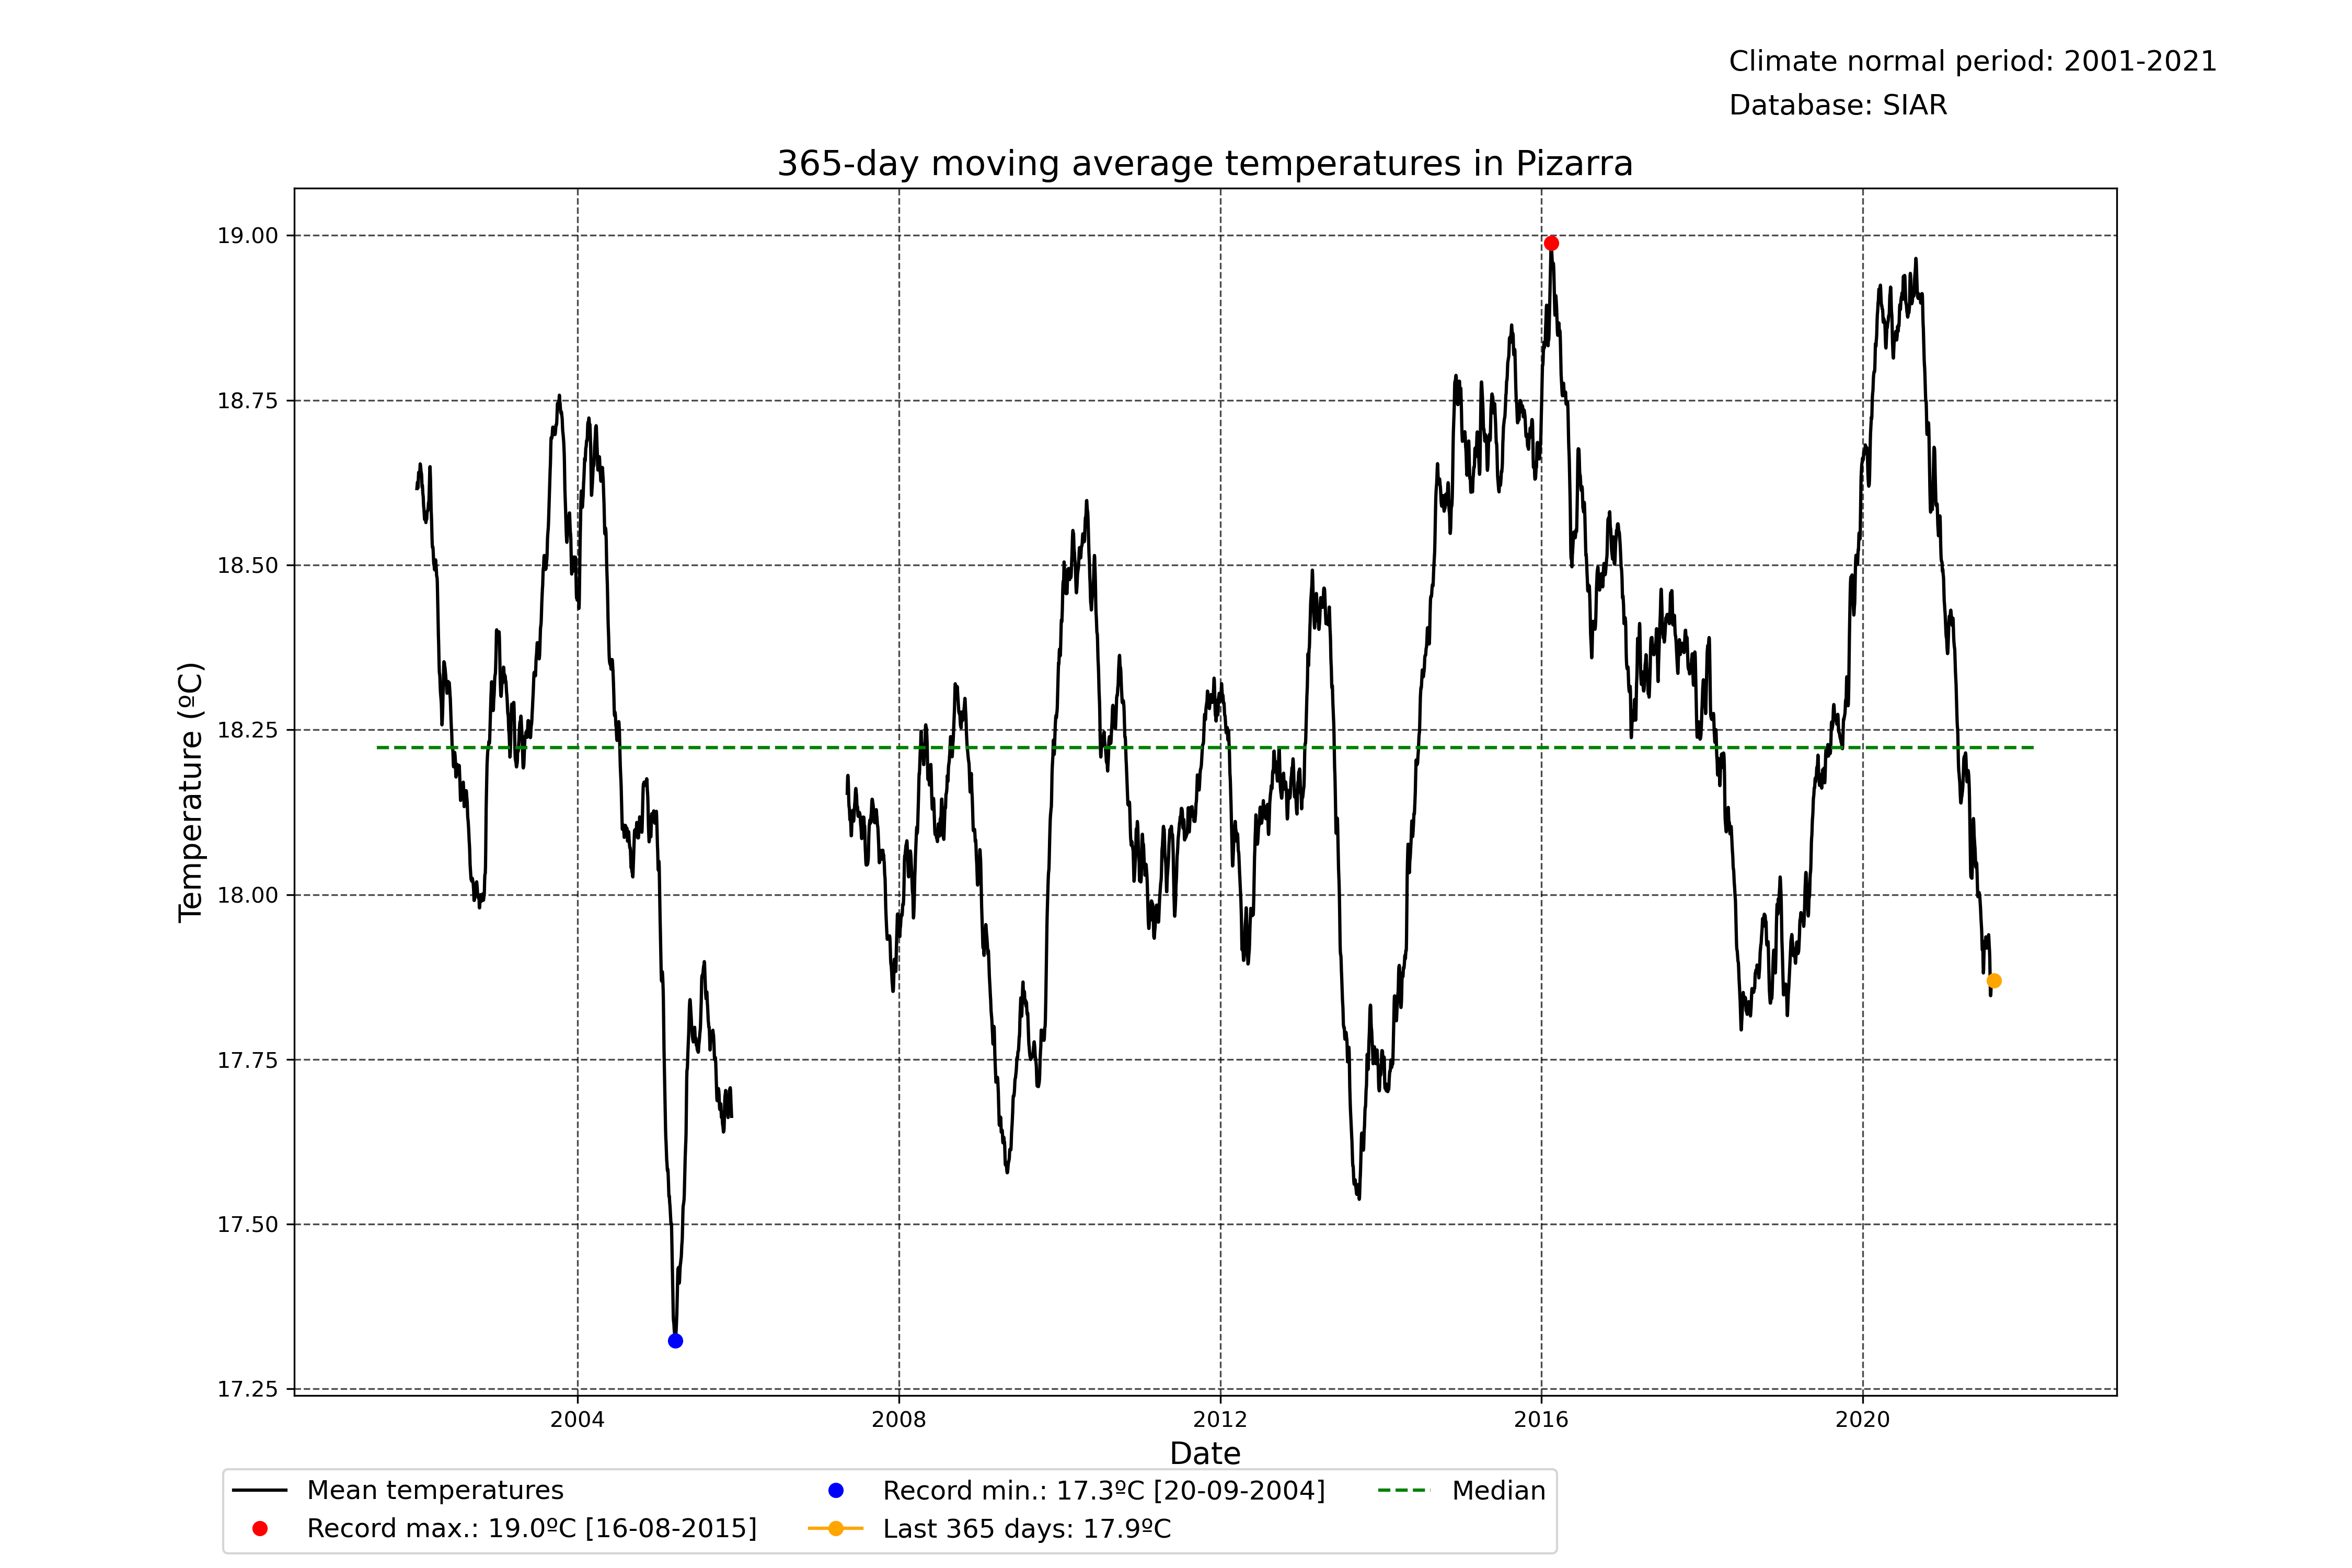 Climate normal period: 2001-2021
Database: SIAR
365-day moving average temperatures in Pizarra
19.00
18.75
18.50
18.25
18.00
17.75
17.50
17.25
Temperature (ºC)
2004
2008
2012
2016
2020
Date
Mean temperatures
Record max.: 19.0ºC [16-08-2015]
Record min.: 17.3ºC [20-09-2004]
Last 365 days: 17.9ºC
Median